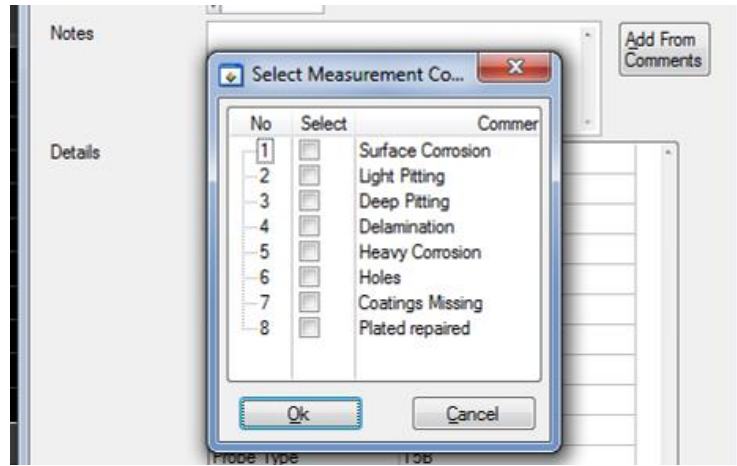 Notes
Add From
Comments
Select Measurement Co...
No Select Commer
1 Surface Corrosion
2 Light Pitting
Details
3 Deep Pitting
4 Delamination
5 Heavy Corrosion
6 Holes
7 Coatings Missing
8 Plated repaired
Ok Cancel
Probe Type T5B